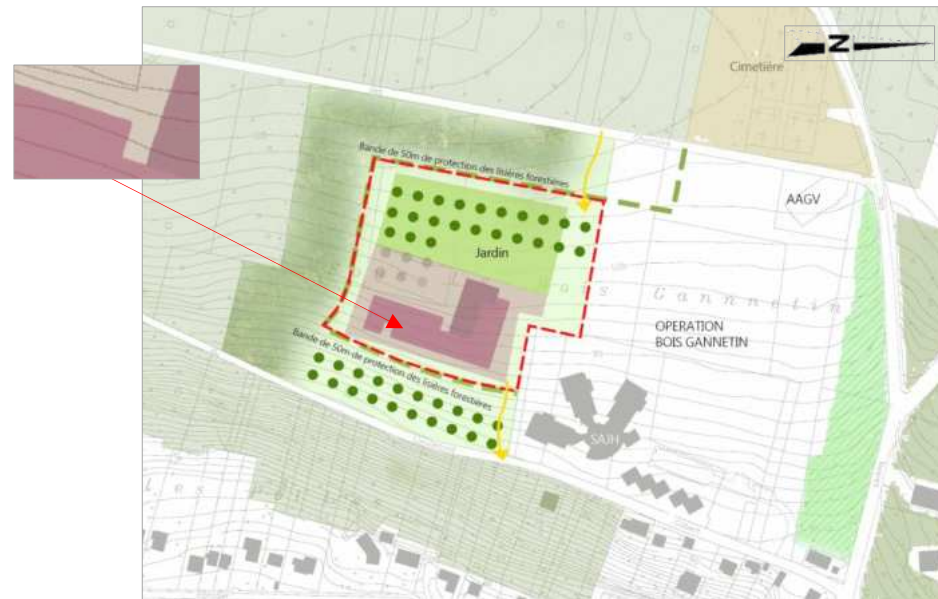 N
Cimetière
Bande de 50m de protection des lisières forestières
AAGV
Jardin
Gannetin
OPERATION
BOIS GANNETIN
Bande de 50m de protection des lisières forestières
SAJH
Les